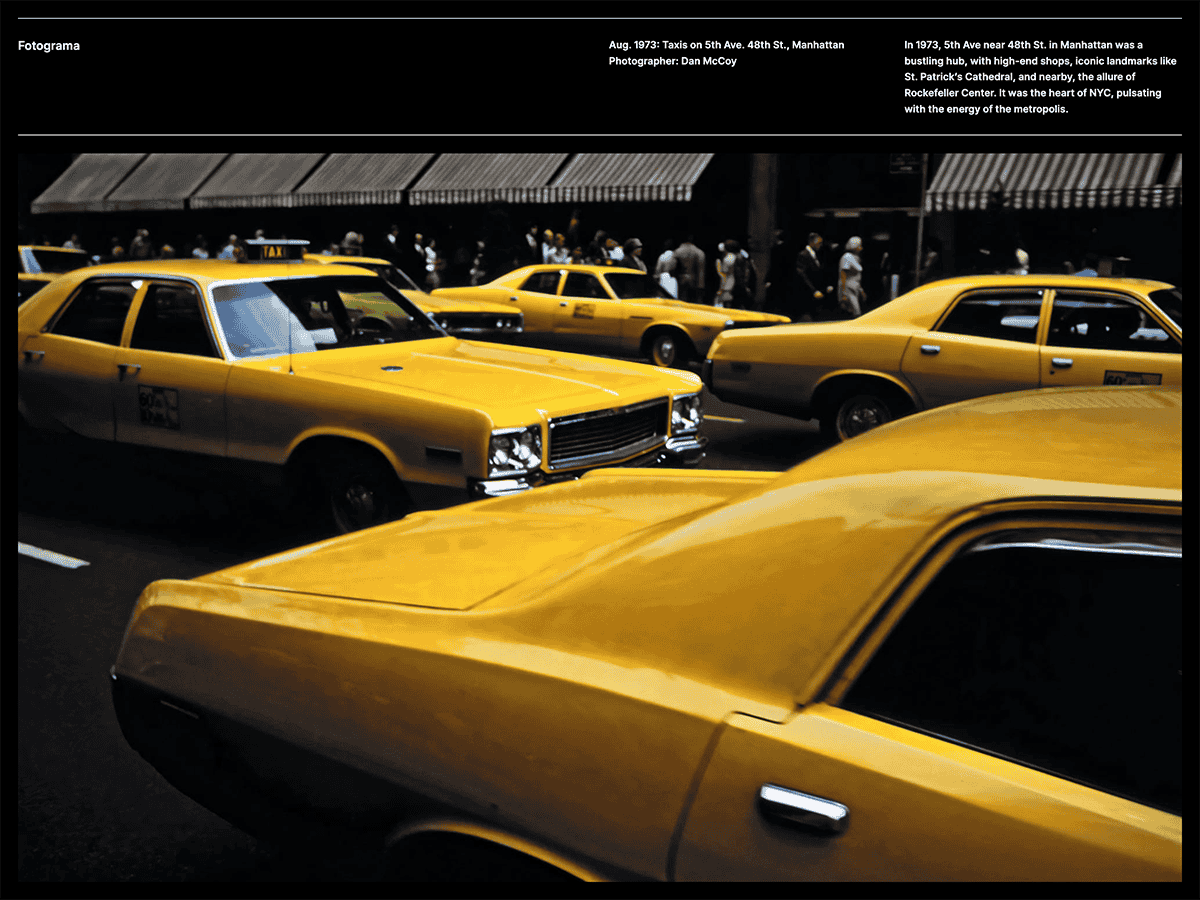 Fotograma
Aug. 1973: Taxis on 5th Ave. 48th St., Manhattan
Photographer: Dan McCoy
In 1973, 5th Ave near 48th St. in Manhattan was a
bustling hub, with high-end shops, iconic landmarks like
St. Patrick’s Cathedral, and nearby, the allure of
Rockefeller Center. It was the heart of NYC, pulsating
with the energy of the metropolis.
TAXI